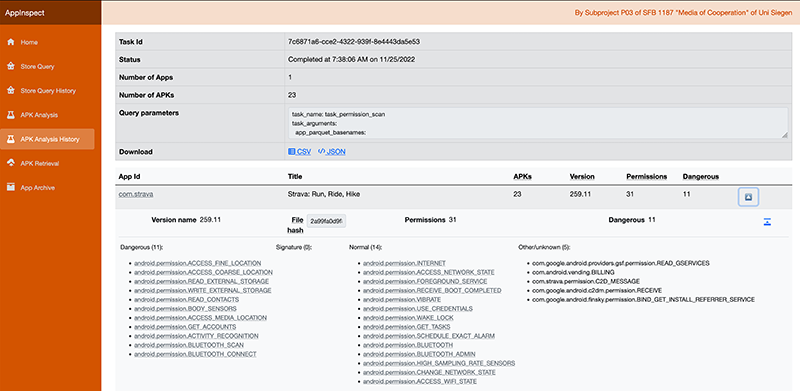 AppInspect
By Subproject P03 of SFB 1187 "Media of Cooperation" of Uni Siegen
Home
Store Query
Store Query History
APK Analysis
APK Analysis History
APK Retrieval
App Archive
Task Id 7c6871a6-cce2-4322-939f-8e4443da5e53
Status Completed at 7:38:06 AM on 11/25/2022
Number of Apps 1
Number of APKs 23
Query parameters task_name: task_permission_scan
task_arguments:
app_parquet_basenames:
Download CSV JSON
App Id Title APKs Version Permissions Dangerous
com.strava Strava: Run, Ride, Hike 23 259.11 31 11
Version name 259.11 File hash 2a99fa0d9f Permissions 31 Dangerous 11
Dangerous (11):
android.permission.ACCESS_FINE_LOCATION
android.permission.ACCESS_COARSE_LOCATION
android.permission.READ_EXTERNAL_STORAGE
android.permission.WRITE_EXTERNAL_STORAGE
android.permission.READ_CONTACTS
android.permission.BODY_SENSORS
android.permission.ACCESS_MEDIA_LOCATION
android.permission.GET_ACCOUNTS
android.permission.ACTIVITY_RECOGNITION
android.permission.BLUETOOTH_SCAN
android.permission.BLUETOOTH_CONNECT
Signature (0):
Normal (14):
android.permission.INTERNET
android.permission.ACCESS_NETWORK_STATE
android.permission.FOREGROUND_SERVICE
android.permission.RECEIVE_BOOT_COMPLETED
android.permission.VIBRATE
android.permission.USE_CREDENTIALS
android.permission.WAKE_LOCK
android.permission.GET_TASKS
android.permission.SCHEDULE_EXACT_ALARM
android.permission.BLUETOOTH
android.permission.BLUETOOTH_ADMIN
android.permission.HIGH_SAMPLING_RATE_SENSORS
android.permission.CHANGE_NETWORK_STATE
android.permission.ACCESS_WIFI_STATE
Other/unknown (5):
com.google.android.providers.gsf.permission.READ_GSERVICES
com.android.vending.BILLING
com.strava.permission.C2D_MESSAGE
com.google.android.c2dm.permission.RECEIVE
com.google.android.finsky.permission.BIND_GET_INSTALL_REFERRER_SERVICE